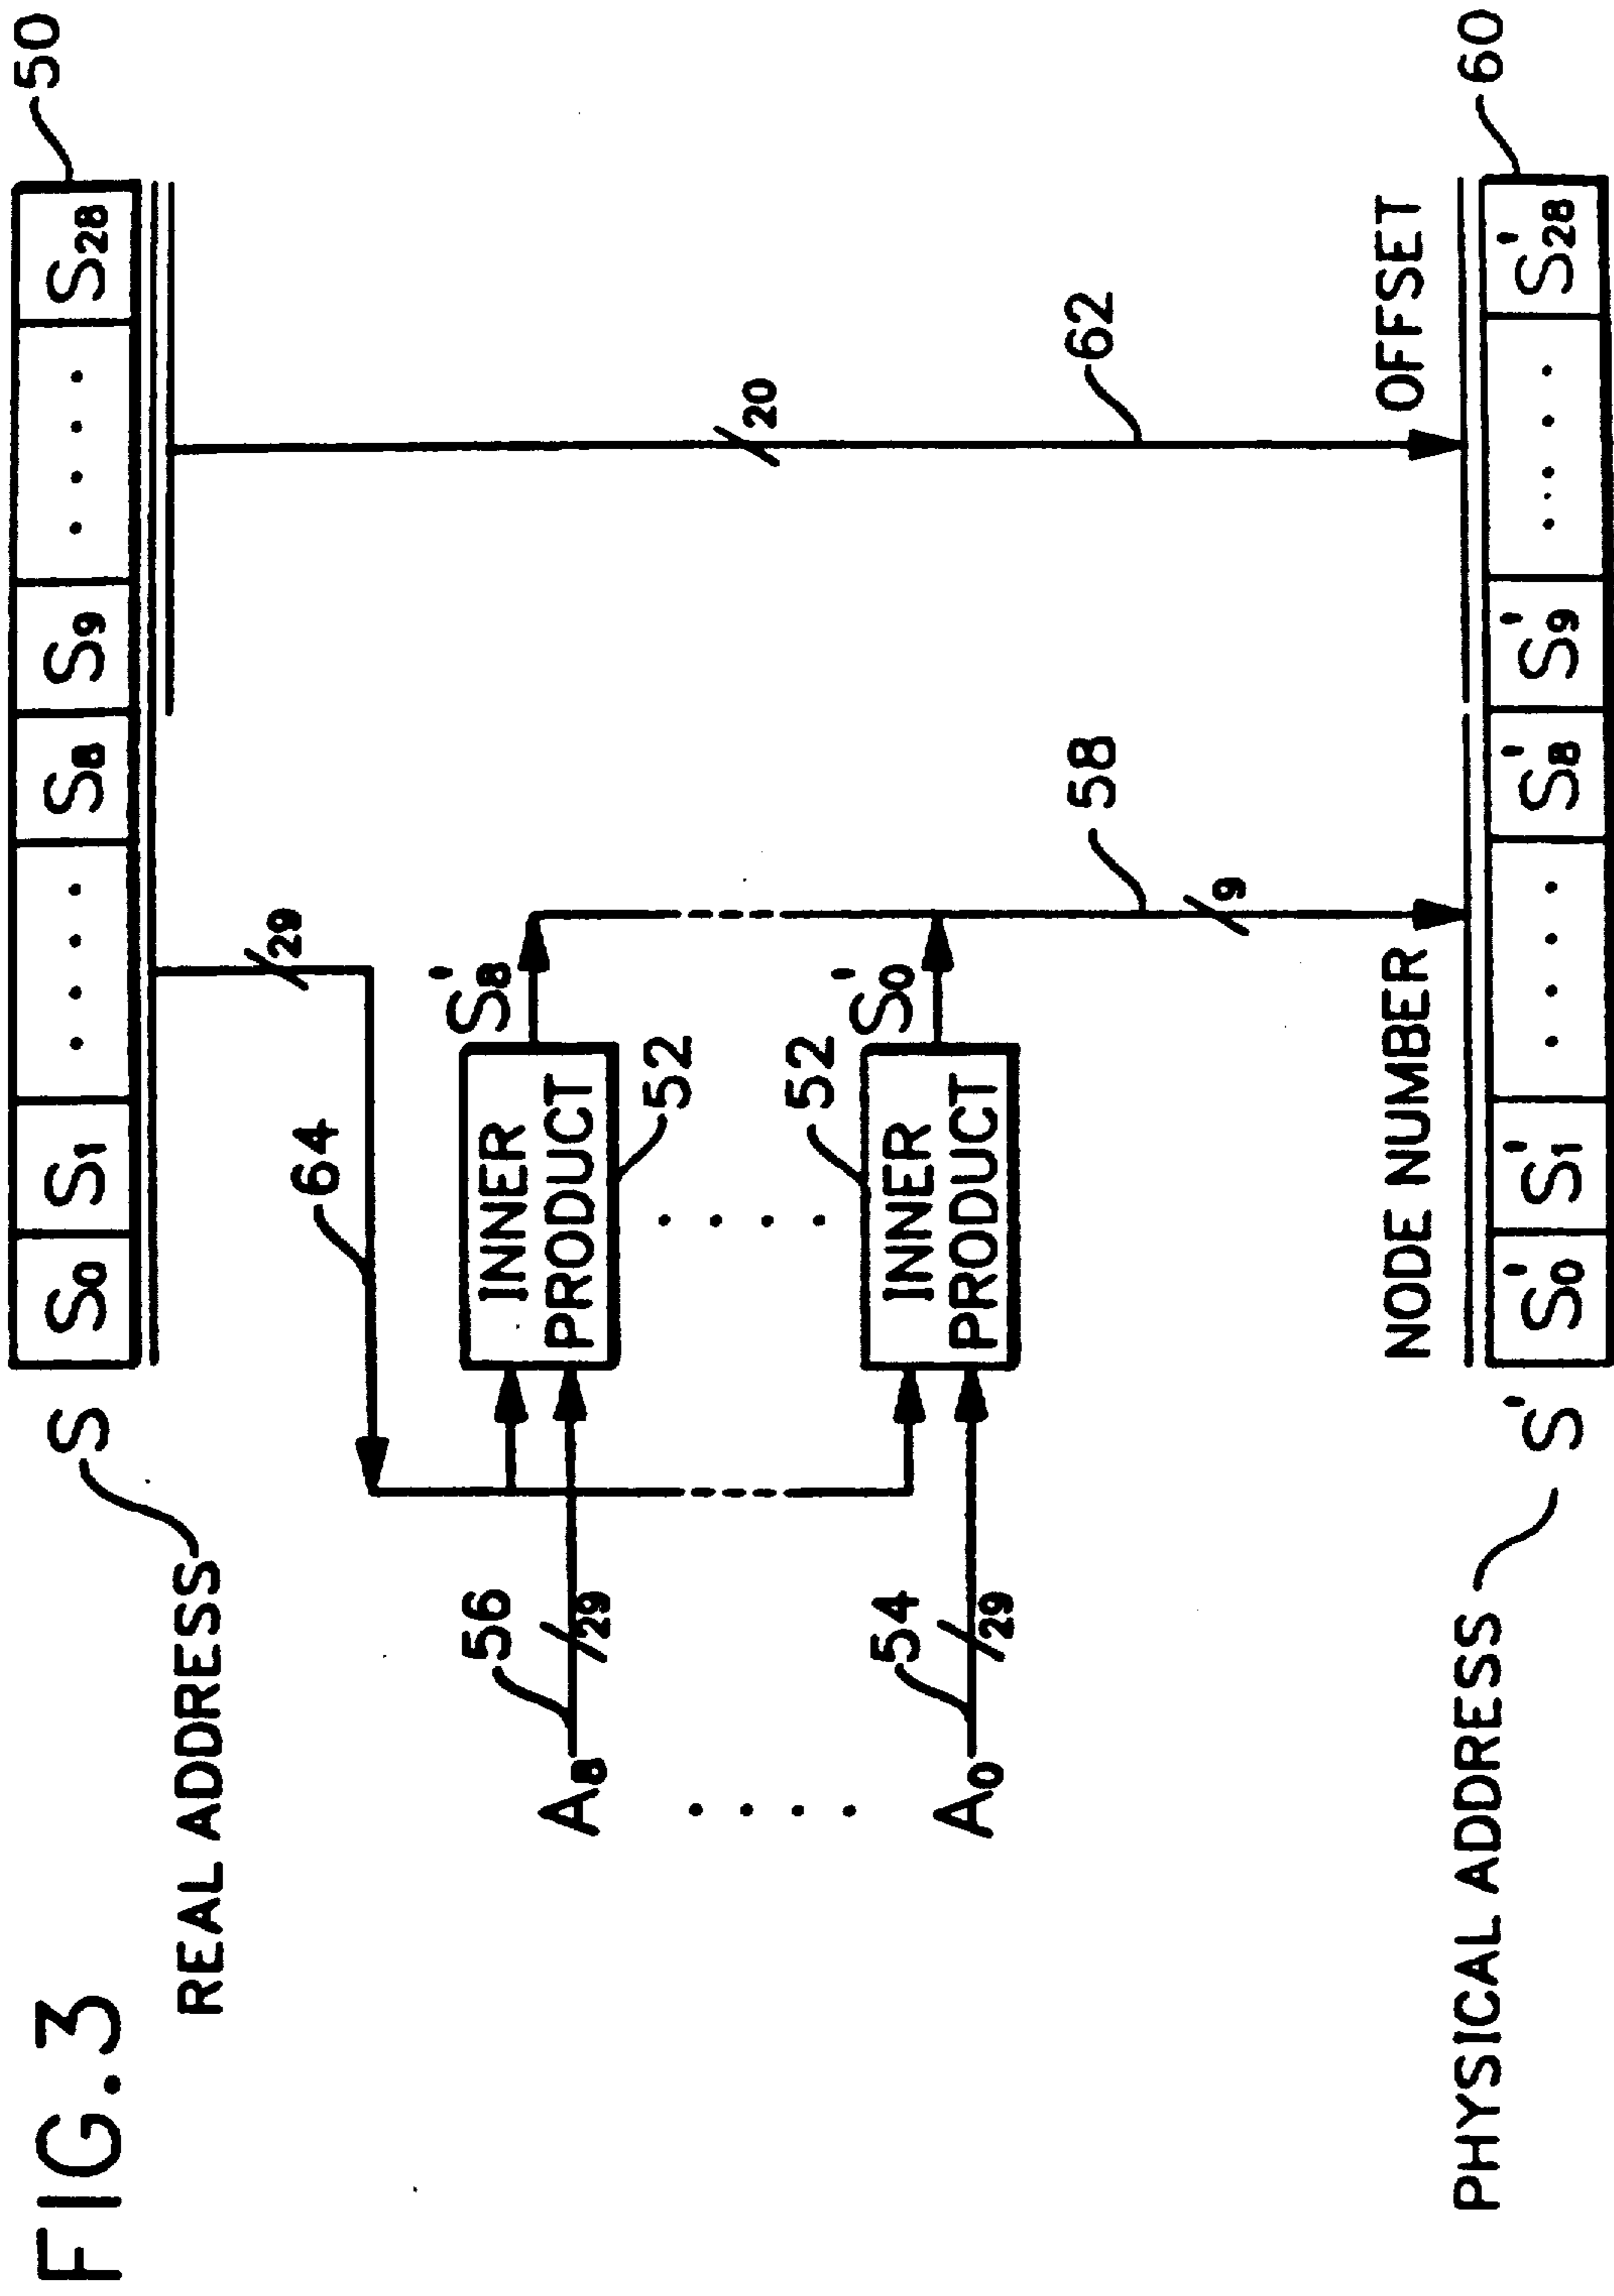 FIG. 3
50
REAL ADDRESS
S
S0 S1 . . . . S8 S9 . . . . S28
29
64
20
56
A8
29
INNER
PRODUCT
S'8
52
. . . .
. . . .
52
54
A0
29
INNER
PRODUCT
S'0
58
9
62
NODE NUMBER
OFFSET
60
PHYSICAL ADDRESS
S'
S'0 S'1 . . . . S'8 S'9 . . . . S'28